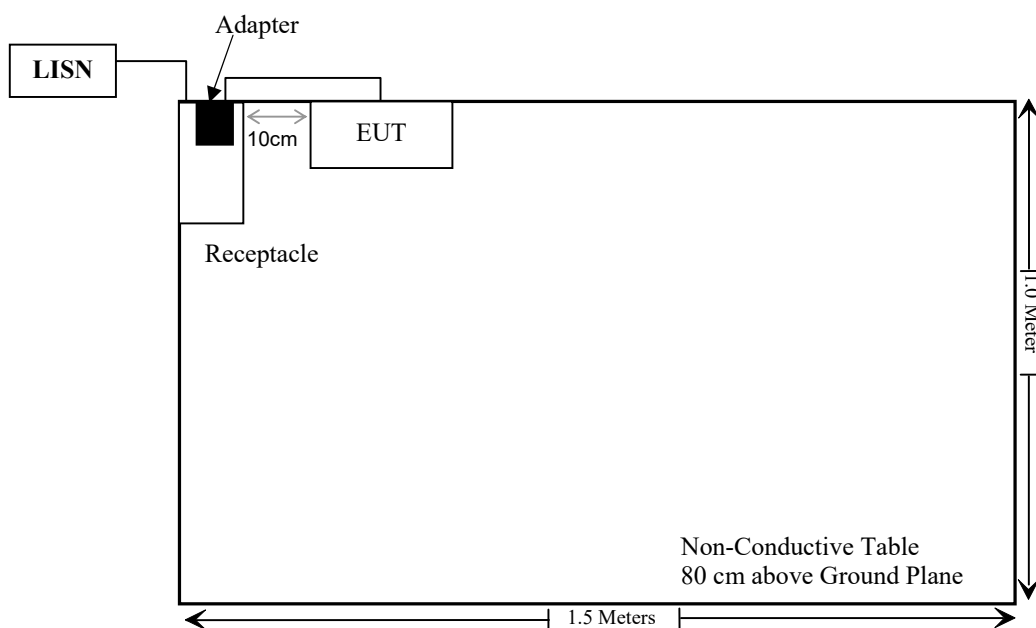 Adapter
LISN
10cm
EUT
Receptacle
1.0 Meter
Non-Conductive Table
80 cm above Ground Plane
1.5 Meters